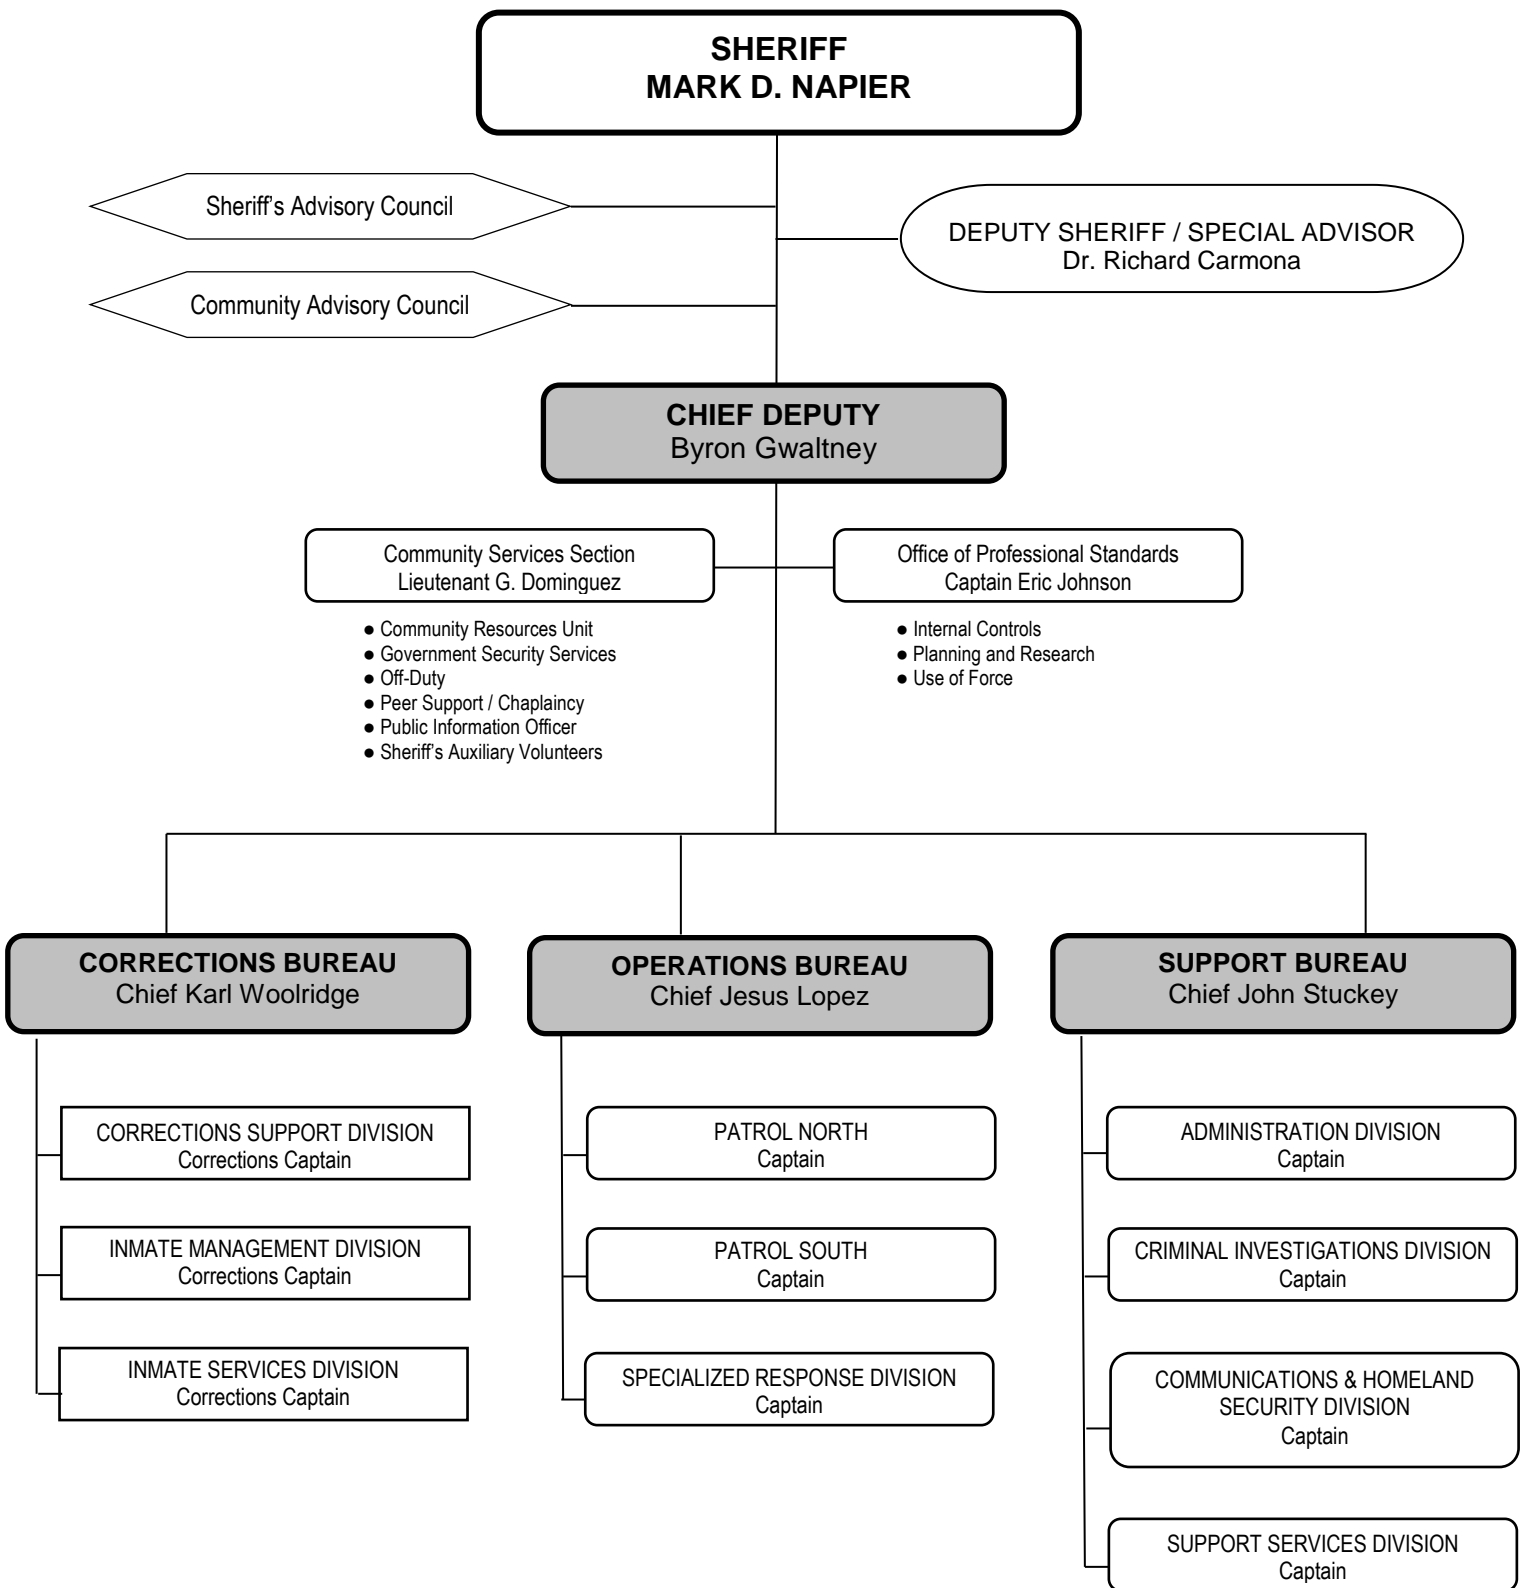 SHERIFF
MARK D. NAPIER
Sheriff’s Advisory Council
DEPUTY SHERIFF / SPECIAL ADVISOR
Dr. Richard Carmona
Community Advisory Council
CHIEF DEPUTY
Byron Gwaltney
Community Services Section
Lieutenant G. Dominguez
● Community Resources Unit
● Government Security Services
● Off-Duty
● Peer Support / Chaplaincy
● Public Information Officer
● Sheriff’s Auxiliary Volunteers
Office of Professional Standards
Captain Eric Johnson
● Internal Controls
● Planning and Research
● Use of Force
CORRECTIONS BUREAU
Chief Karl Woolridge
CORRECTIONS SUPPORT DIVISION
Corrections Captain
INMATE MANAGEMENT DIVISION
Corrections Captain
INMATE SERVICES DIVISION
Corrections Captain
OPERATIONS BUREAU
Chief Jesus Lopez
PATROL NORTH
Captain
PATROL SOUTH
Captain
SPECIALIZED RESPONSE DIVISION
Captain
SUPPORT BUREAU
Chief John Stuckey
ADMINISTRATION DIVISION
Captain
CRIMINAL INVESTIGATIONS DIVISION
Captain
COMMUNICATIONS & HOMELAND
SECURITY DIVISION
Captain
SUPPORT SERVICES DIVISION
Captain